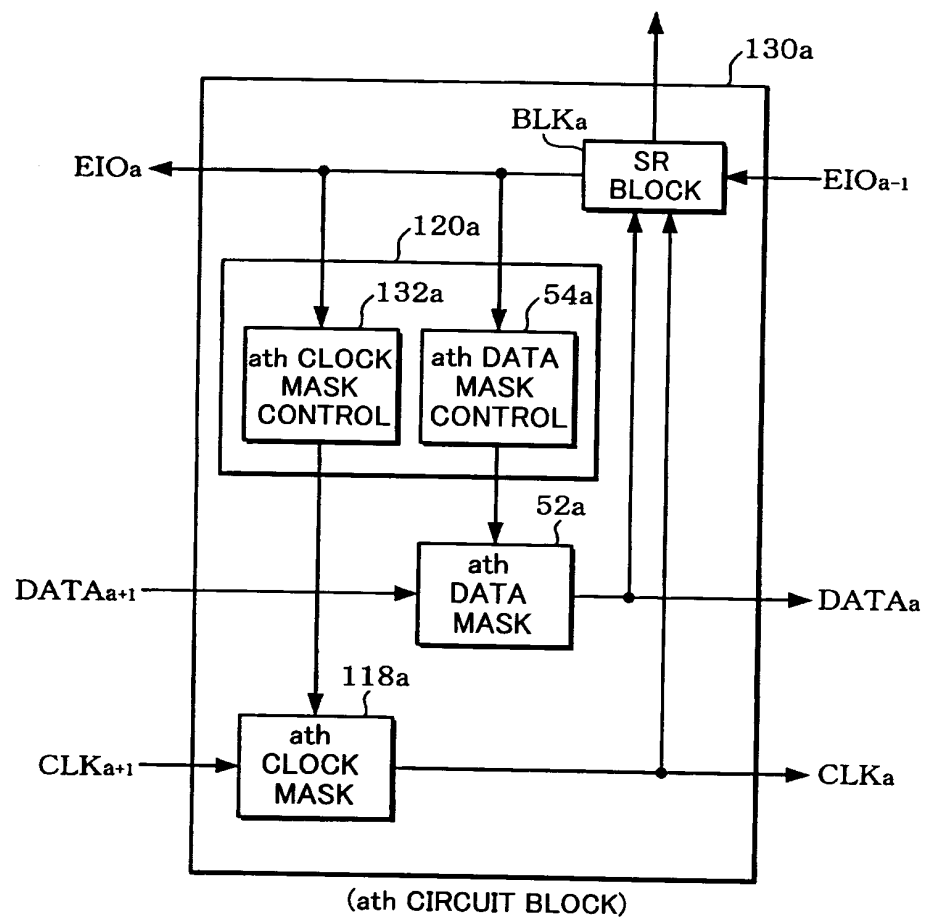 130a
BLKa
EIOa
SR
BLOCK
EIOa-1
120a
132a
54a
ath CLOCK
MASK
CONTROL
ath DATA
MASK
CONTROL
52a
DATAa+1
ath
DATA
MASK
DATAa
118a
CLKa+1
ath
CLOCK
MASK
CLKa
(ath CIRCUIT BLOCK)